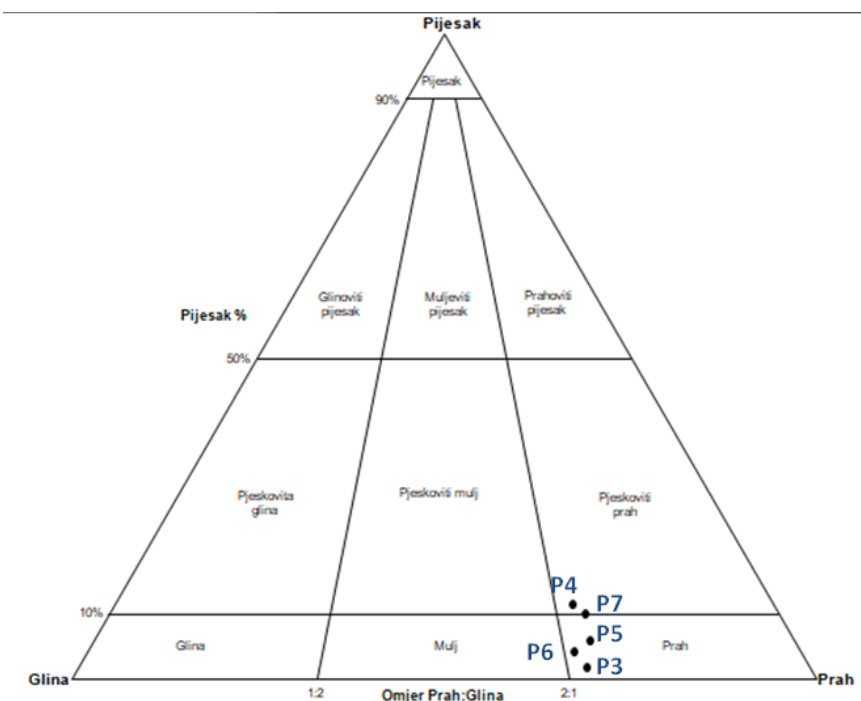 Pijesak
Pijesak
90%
Glinoviti
pijesak
Muljeviti
pijesak
Prahoviti
pijesak
Pijesak %
50%
Pjeskovita
glina
Pjeskoviti mulj
Pjeskoviti
prah
P4
P7
10%
P5
Glina
Mulj
P6
Prah
P3
Glina
Prah
1:2
Omjer Prah:Glina
2:1